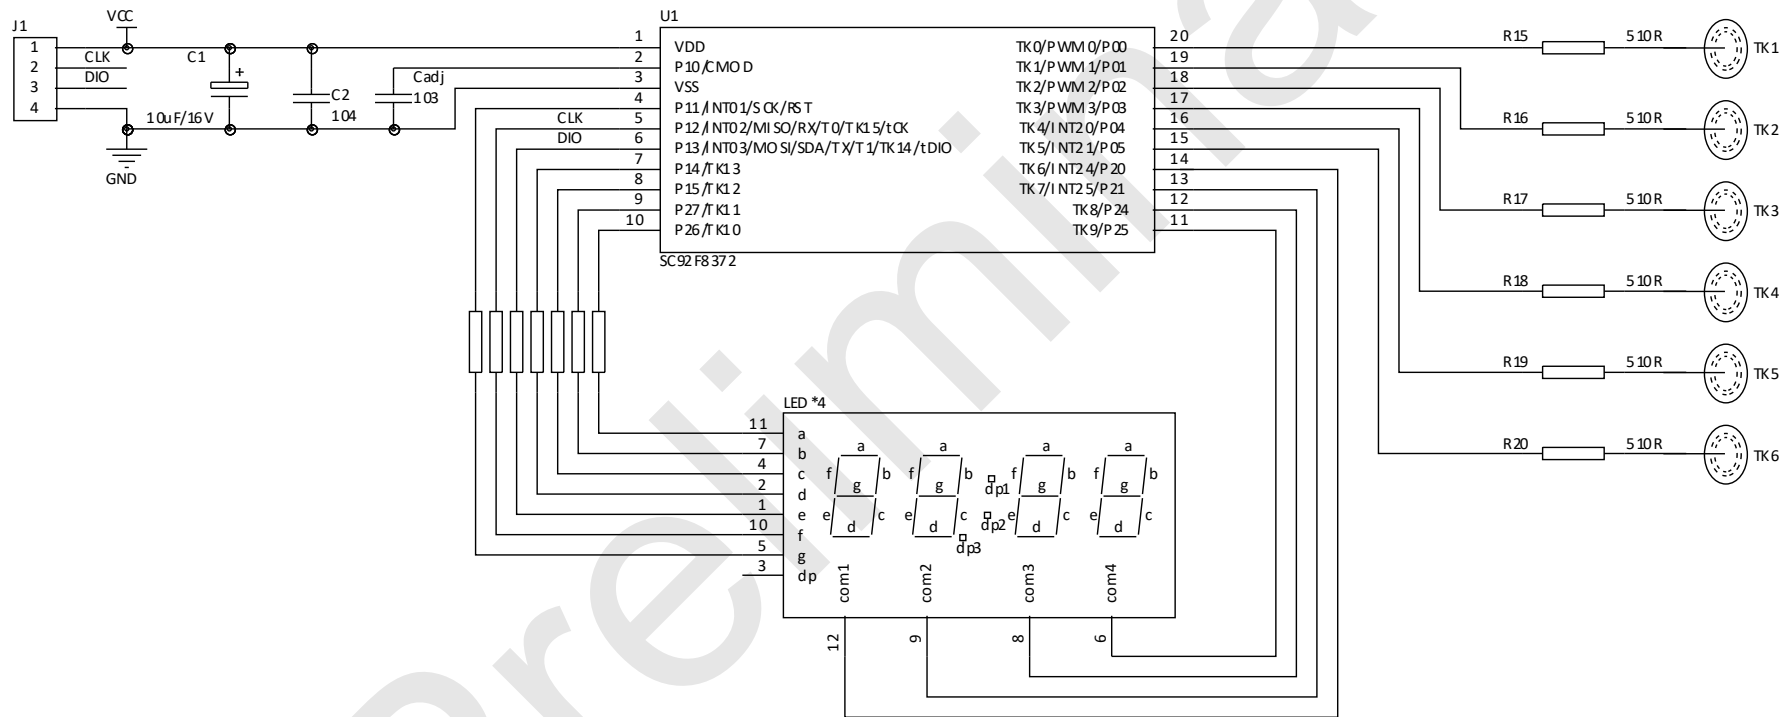 J1
VCC
1
2
3
4
CLK
DIO
GND
C1
+
10uF/16V
C2
104
Cadj
103
CLK
DIO
U1
1
2
3
4
5
6
7
8
9
10
VDD
P10/CMOD
VSS
P11/INT01/SCK/RST
P12/INT02/MISO/RX/T0/TK15/tCK
P13/INT03/MOSI/SDA/TX/T1/TK14/tDIO
P14/TK13
P15/TK12
P27/TK11
P26/TK10
TK0/PWM0/P00
TK1/PWM1/P01
TK2/PWM2/P02
TK3/PWM3/P03
TK4/INT20/P04
TK5/INT21/P05
TK6/INT24/P20
TK7/INT25/P21
TK8/P24
TK9/P25
20
19
18
17
16
15
14
13
12
11
SC92F8372
R15 510R TK1
R16 510R TK2
R17 510R TK3
R18 510R TK4
R19 510R TK5
R20 510R TK6
LED *4
11 a
7 b
4 c
2 d
1 e
10 f
5 g
3 dp
a
f b
g
e c
d
a
f b
g
e c
d
dp1
dp2
dp3
a
f b
g
e c
d
a
f b
g
e c
d
com1
com2
com3
com4
12
9
8
6
Prelimina